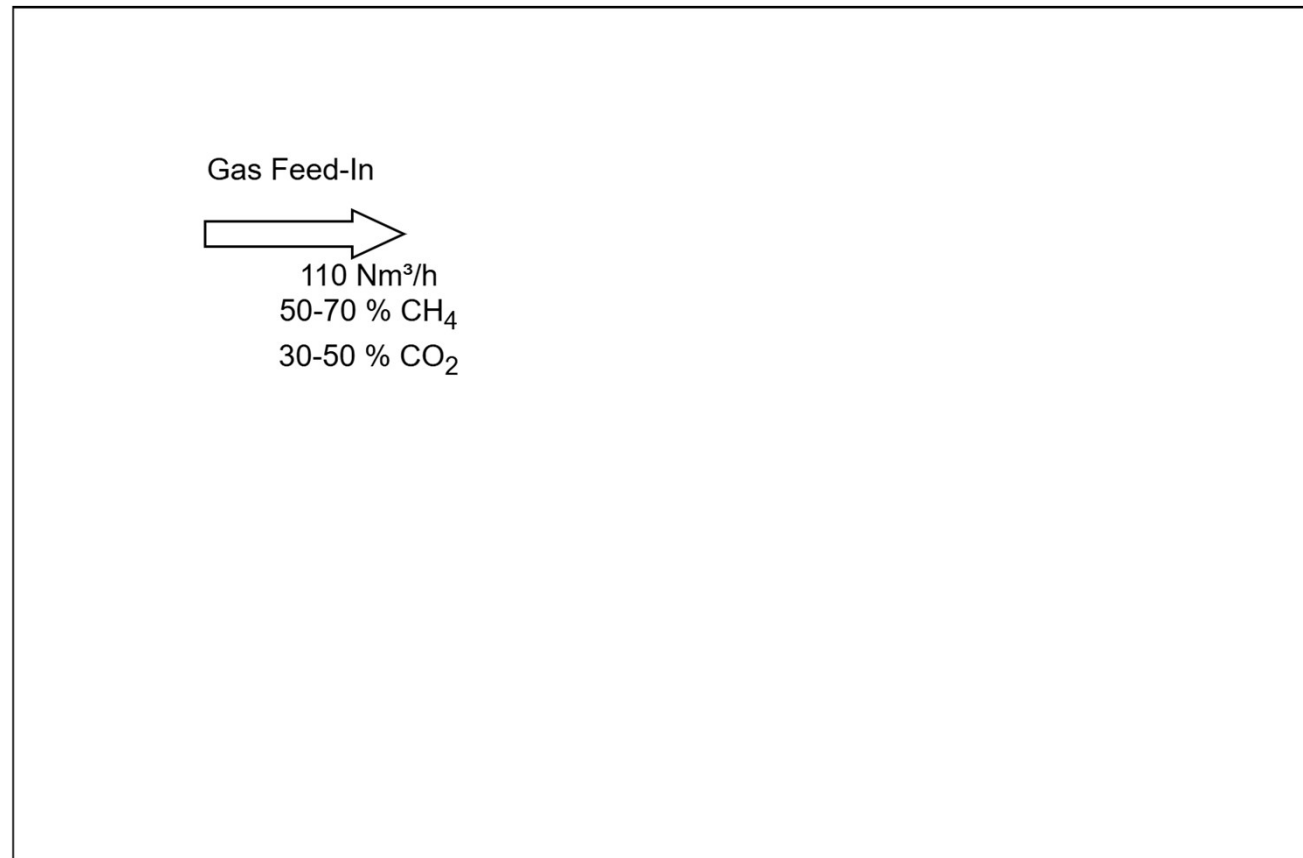 Gas Feed-In
110 Nm³/h
50-70 % CH₄
30-50 % CO₂